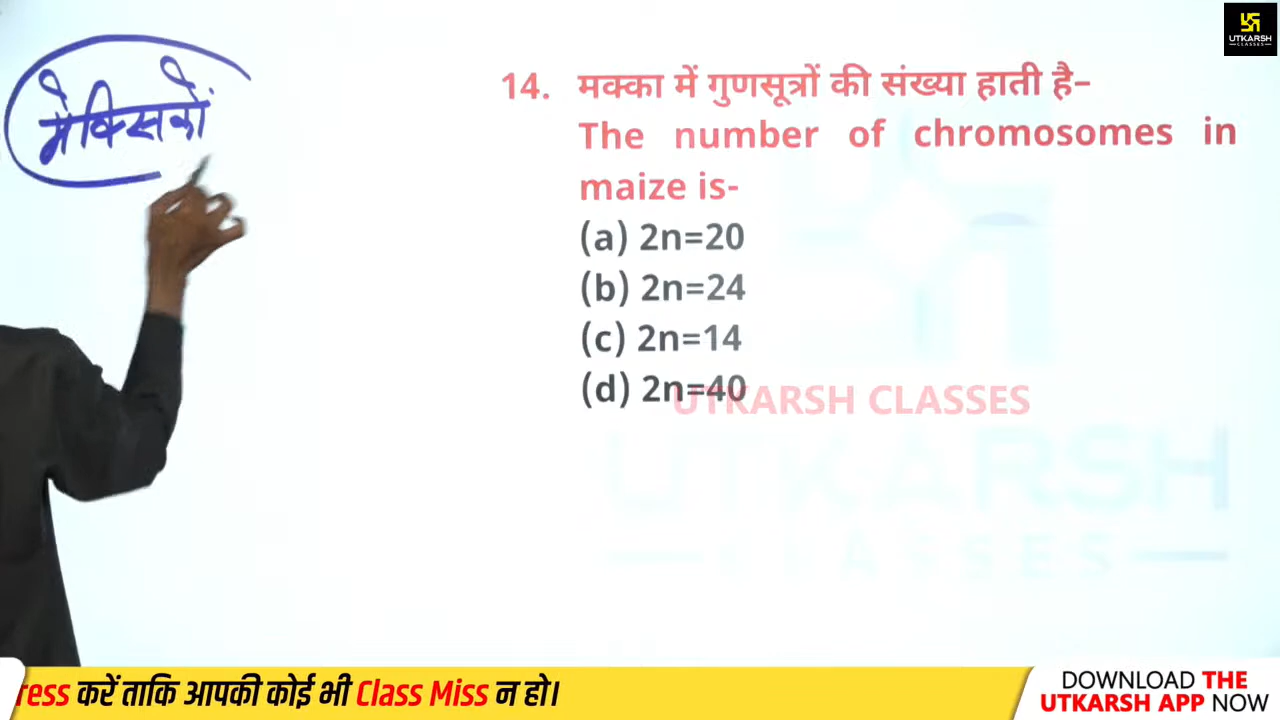 UTKARSH
CLASSES
मेक्सिकों
14. मक्का में गुणसूत्रों की संख्या हाती है–
The number of chromosomes in
maize is-
(a) 2n=20
(b) 2n=24
(c) 2n=14
(d) 2n=40
UTKARSH CLASSES
UTKARSH
CLASSES
ress करें ताकि आपकी कोई भी Class Miss न हो।
DOWNLOAD THE
UTKARSH APP NOW